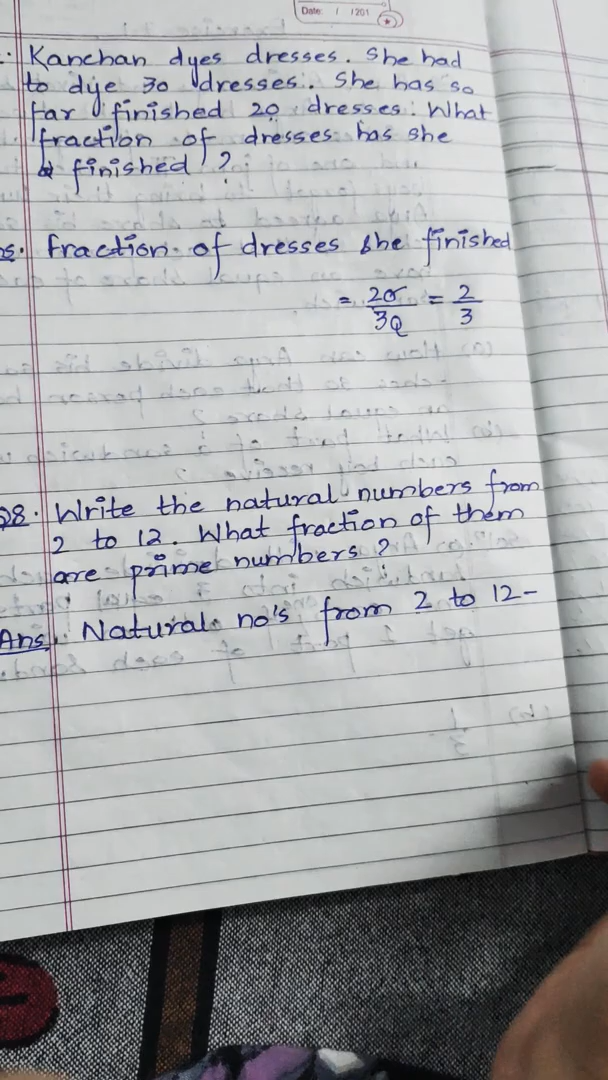 Date: / /201
Kanchan dyes dresses. She had
to dye 30 dresses. She has so
far finished 20 dresses. What
fraction of dresses has she
finished ?
ns. fraction of dresses she finished
= 20/30 = 2/3
Q8. Write the natural numbers from
2 to 12. What fraction of them
are prime numbers ?
Ans. Natural no's from 2 to 12-